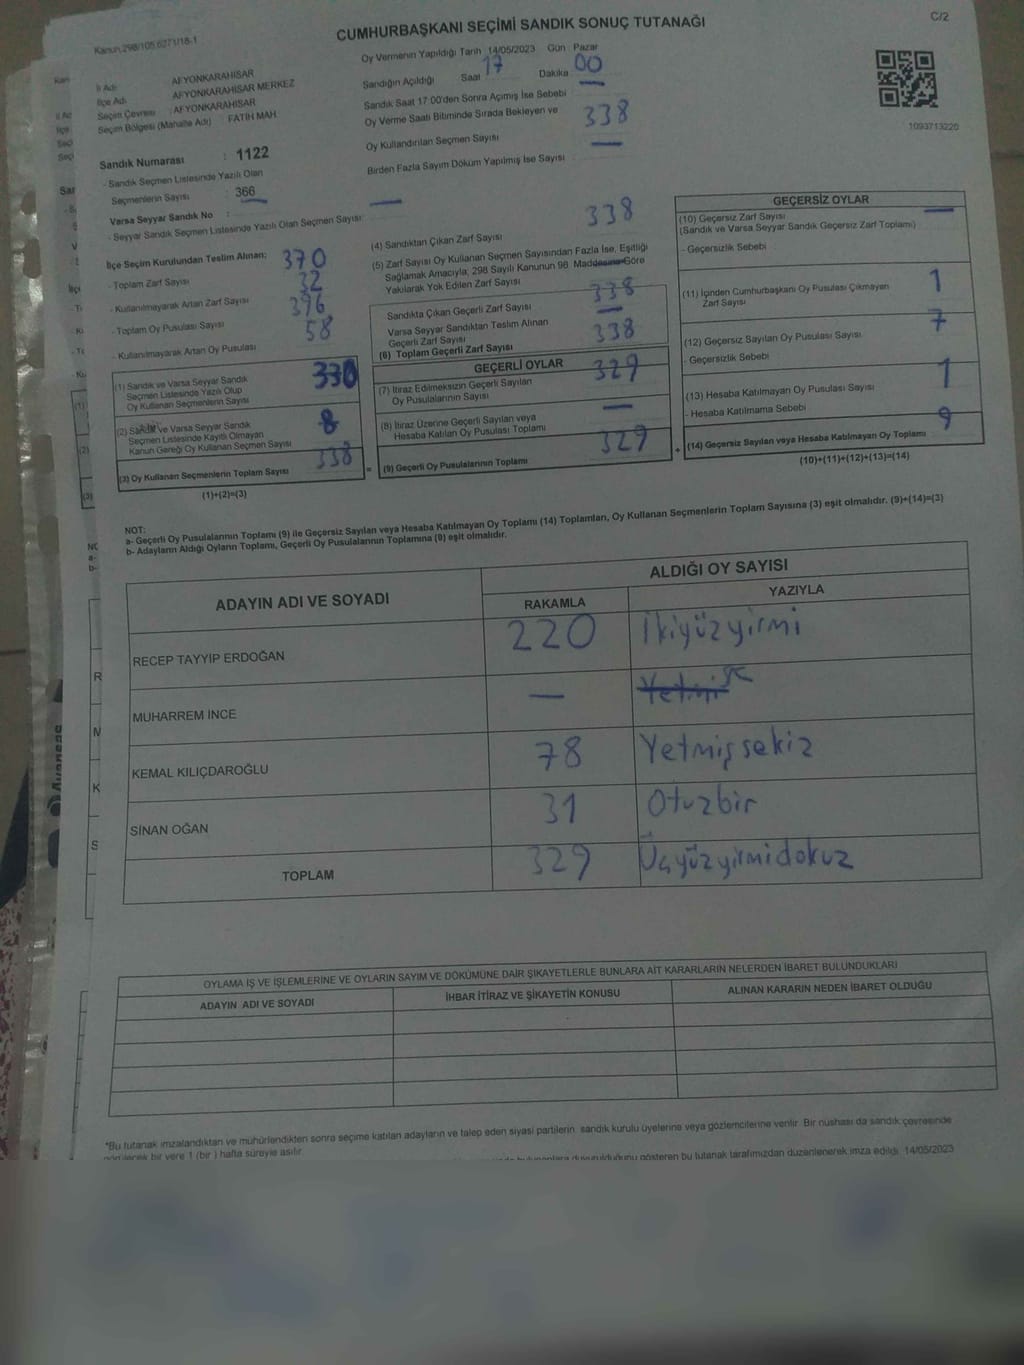 C/2
Kanun,298/105,6271/18-1
CUMHURBAŞKANI SEÇİMİ SANDIK SONUÇ TUTANAĞI
İl Adı : AFYONKARAHİSAR
İlçe Adı : AFYONKARAHİSAR MERKEZ
Seçim Çevresi : AFYONKARAHİSAR
Seçim Bölgesi (Mahalle Adı) FATİH MAH.
Sandık Numarası : 1122
- Sandık Seçmen Listesinde Yazılı Olan
Seçmenlerin Sayısı : 366
Varsa Seyyar Sandık No :
- Seyyar Sandık Seçmen Listesinde Yazılı Olan Seçmen Sayısı: —
Oy Vermenin Yapıldığı Tarih 14/05/2023 Gün Pazar
Sandığın Açıldığı Saat 17 Dakika 00
Sandık Saat 17:00'den Sonra Açımış İse Sebebi —
Oy Verme Saati Bitiminde Sırada Bekleyen ve
Oy Kullandırılan Seçmen Sayısı 338
Birden Fazla Sayım Döküm Yapılmış İse Sayısı —
1093713220
İlçe Seçim Kurulundan Teslim Alınan;
- Toplam Zarf Sayısı 370
- Kullanılmayarak Artan Zarf Sayısı 32
- Toplam Oy Pusulası Sayısı 396
- Kullanılmayarak Artan Oy Pusulası 58
(1) Sandık ve Varsa Seyyar Sandık
Seçmen Listesinde Yazılı Olup
Oy Kullanan Seçmenlerin Sayısı
(2) Sandık ve Varsa Seyyar Sandık
Seçmen Listesinde Kayıtlı Olmayan
Kanun Gereği Oy Kullanan Seçmen Sayısı
(3) Oy Kullanan Seçmenlerin Toplam Sayısı 338
(1)+(2)=(3)
(4) Sandıktan Çıkan Zarf Sayısı 338
(5) Zarf Sayısı Oy Kullanan Seçmen Sayısından Fazla İse, Eşitliği
Sağlamak Amacıyla; 298 Sayılı Kanunun 98. Maddesine Göre
Yakılarak Yok Edilen Zarf Sayısı —
Sandıkta Çıkan Geçerli Zarf Sayısı 338
Varsa Seyyar Sandıktan Teslim Alınan
Geçerli Zarf Sayısı —
(6) Toplam Geçerli Zarf Sayısı 338
GEÇERLİ OYLAR
(7) İtiraz Edilmeksizin Geçerli Sayılan
Oy Pusulalarının Sayısı 329
(8) İtiraz Üzerine Geçerli Sayılan veya
Hesaba Katılan Oy Pusulası Toplamı —
= (9) Geçerli Oy Pusulalarının Toplamı 329
GEÇERSİZ OYLAR
(10) Geçersiz Zarf Sayısı —
(Sandık ve Varsa Seyyar Sandık Geçersiz Zarf Toplamı)
- Geçersizlik Sebebi
(11) İçinden Cumhurbaşkanı Oy Pusulası Çıkmayan
Zarf Sayısı 1
(12) Geçersiz Sayılan Oy Pusulası Sayısı 7
- Geçersizlik Sebebi
(13) Hesaba Katılmayan Oy Pusulası Sayısı 1
- Hesaba Katılmama Sebebi
+ (14) Geçersiz Sayılan veya Hesaba Katılmayan Oy Toplamı 9
(10)+(11)+(12)+(13)=(14)
NOT:
a- Geçerli Oy Pusulalarının Toplamı (9) ile Geçersiz Sayılan veya Hesaba Katılmayan Oy Toplamı (14) Toplamları, Oy Kullanan Seçmenlerin Toplam Sayısına (3) eşit olmalıdır. (9)+(14)=(3)
b- Adayların Aldığı Oyların Toplamı, Geçerli Oy Pusulalarının Toplamına (9) eşit olmalıdır.
ADAYIN ADI VE SOYADI
ALDIĞI OY SAYISI
RAKAMLA YAZIYLA
RECEP TAYYİP ERDOĞAN 220 İkiyüzyirmi
MUHARREM İNCE —
KEMAL KILIÇDAROĞLU 78 Yetmişsekiz
SİNAN OĞAN 31 Otuzbir
TOPLAM 329 Üçyüzyirmidokuz
OYLAMA İŞ VE İŞLEMLERİNE VE OYLARIN SAYIM VE DÖKÜMÜNE DAİR ŞİKAYETLERLE BUNLARA AİT KARARLARIN NELERDEN İBARET BULUNDUKLARI
ADAYIN ADI VE SOYADI İHBAR İTİRAZ VE ŞİKAYETİN KONUSU ALINAN KARARIN NEDEN İBARET OLDUĞU
*Bu tutanak imzalandıktan ve mühürlendikten sonra seçime katılan adayların ve talep eden siyasi partilerin sandık kurulu üyelerine veya gözlemcilerine verilir. Bir nüshası da sandık çevresinde
görülecek bir yere 1 (bir ) hafta süreyle asılır.
duyurulduğunu gösteren bu tutanak tarafımızdan düzenlenerek imza edildi. 14/05/2023